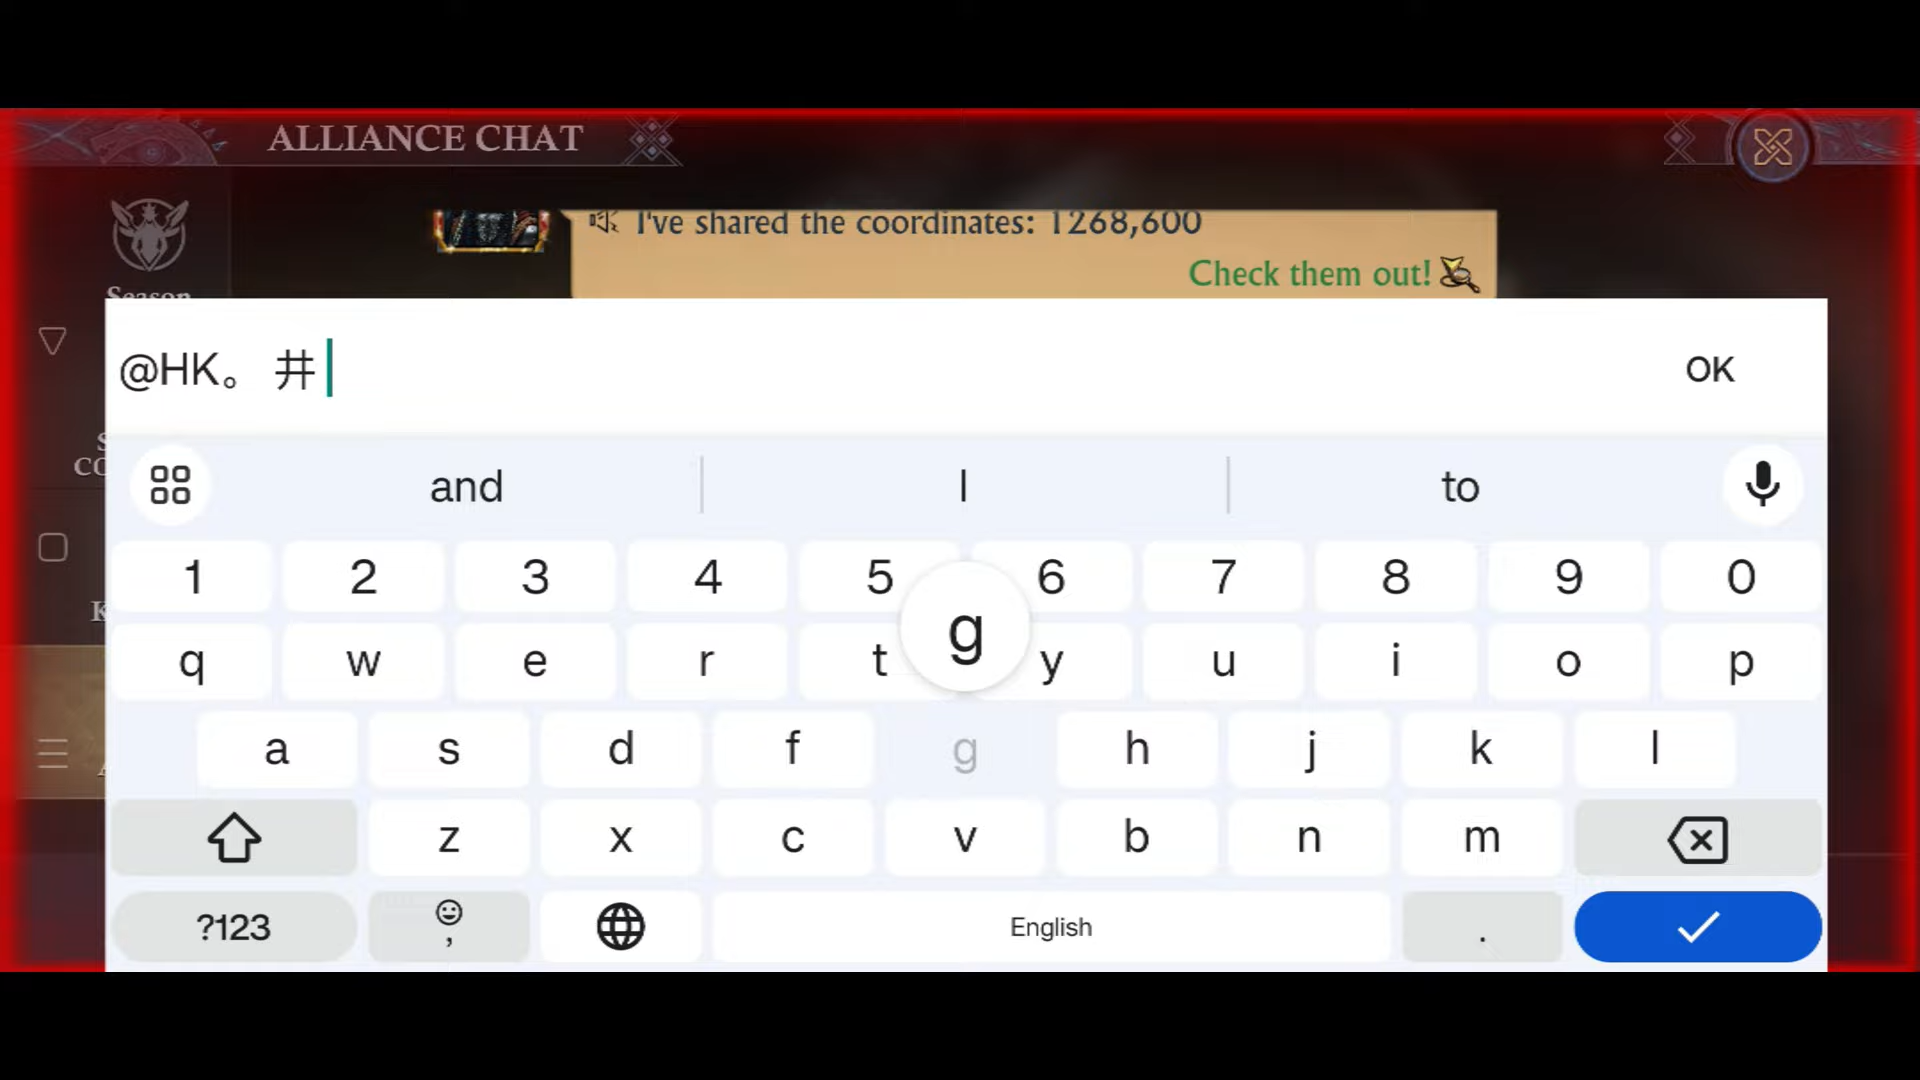 ALLIANCE CHAT
I've shared the coordinates: 1268,600
Check them out!
Season
@HK。 井
OK
and
I
to
1 2 3 4 5 6 7 8 9 0
q w e r t y u i o p
g
a s d f g h j k l
z x c v b n m
?123
,
English
.